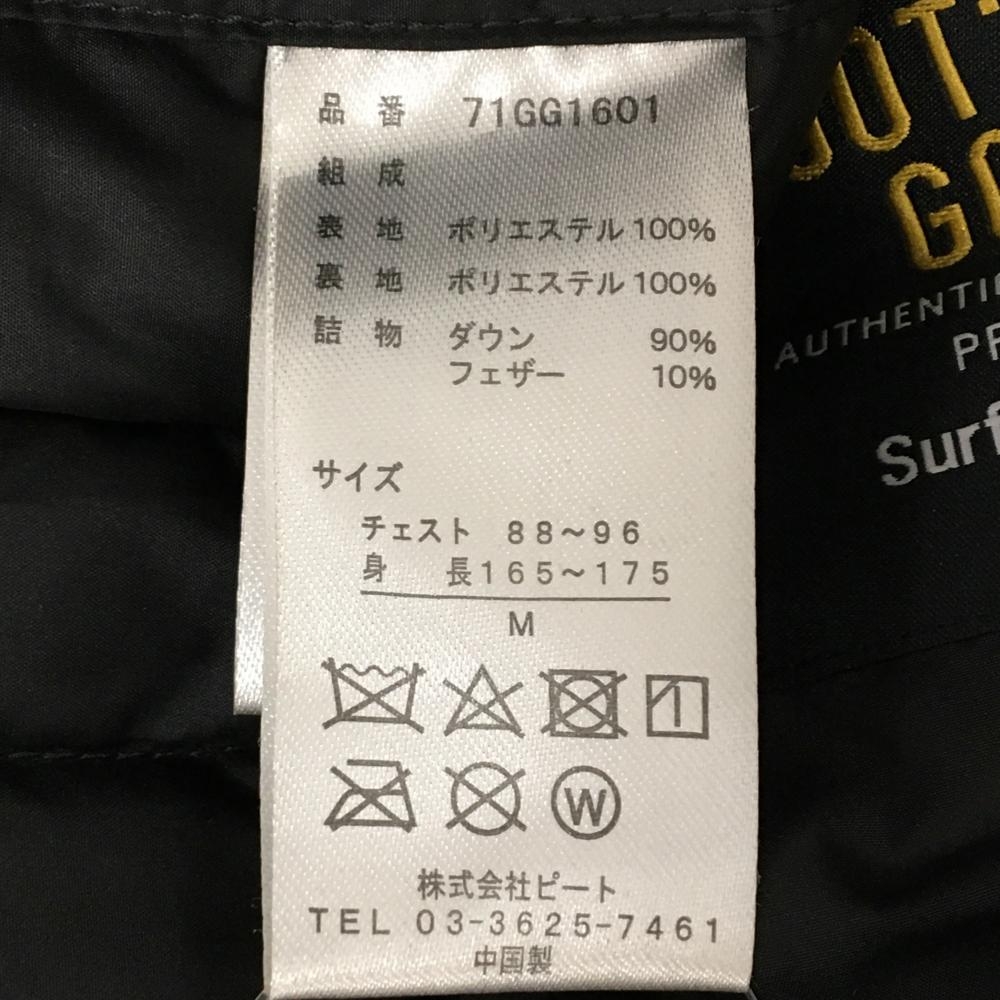 品番 71GG1601
組成
表地 ポリエステル 100%
裏地 ポリエステル 100%
詰物 ダウン 90%
フェザー 10%
サイズ
チェスト 88～96
身長165～175
M
W
株式会社ピート
TEL 03-3625-7461
中国製
AUTHENTI
Surf